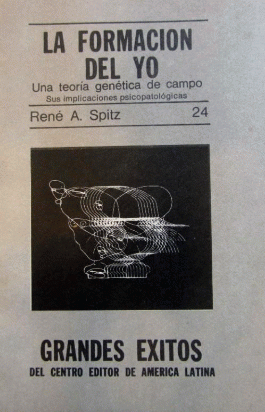 LA FORMACION
DEL YO
Una teoría genética de campo
Sus implicaciones psicopatológicas
René A. Spitz 24
GRANDES EXITOS
DEL CENTRO EDITOR DE AMERICA LATINA